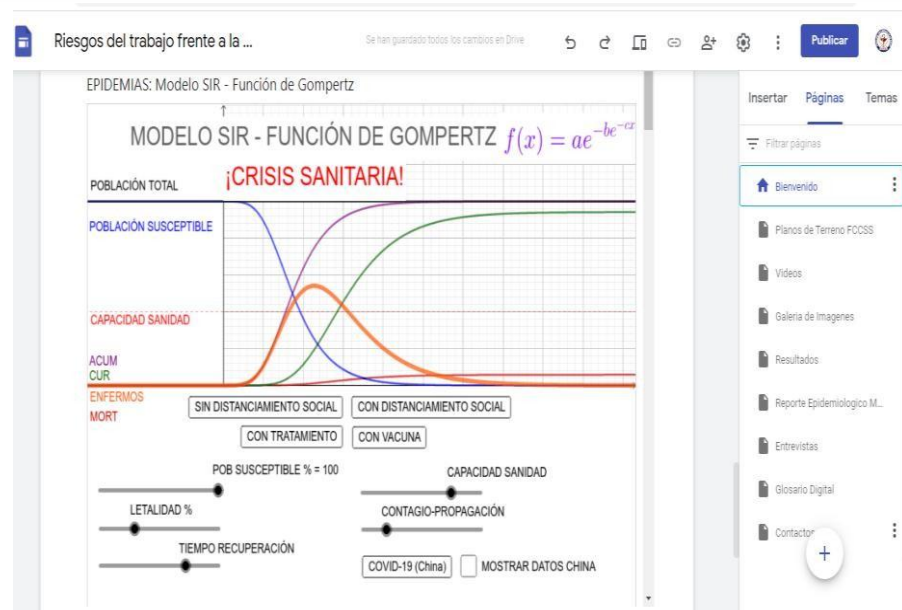 Riesgos del trabajo frente a la ...
Se han guardado todos los cambios en Drive
Publicar
EPIDEMIAS: Modelo SIR - Función de Gompertz
MODELO SIR - FUNCIÓN DE GOMPERTZ f(x) = ae^{-be^{-cx}}
¡CRISIS SANITARIA!
POBLACIÓN TOTAL
POBLACIÓN SUSCEPTIBLE
CAPACIDAD SANIDAD
ACUM
CUR
ENFERMOS
MORT
SIN DISTANCIAMIENTO SOCIAL
CON DISTANCIAMIENTO SOCIAL
CON TRATAMIENTO
CON VACUNA
POB SUSCEPTIBLE % = 100
CAPACIDAD SANIDAD
LETALIDAD %
CONTAGIO-PROPAGACIÓN
TIEMPO RECUPERACIÓN
COVID-19 (China)
MOSTRAR DATOS CHINA
Insertar
Páginas
Temas
Filtrar páginas
Bienvenido
Planos de Terreno FCCSS
Videos
Galeria de Imagenes
Resultados
Reporte Epidemiologico M...
Entrevistas
Glosario Digital
Contactos
+